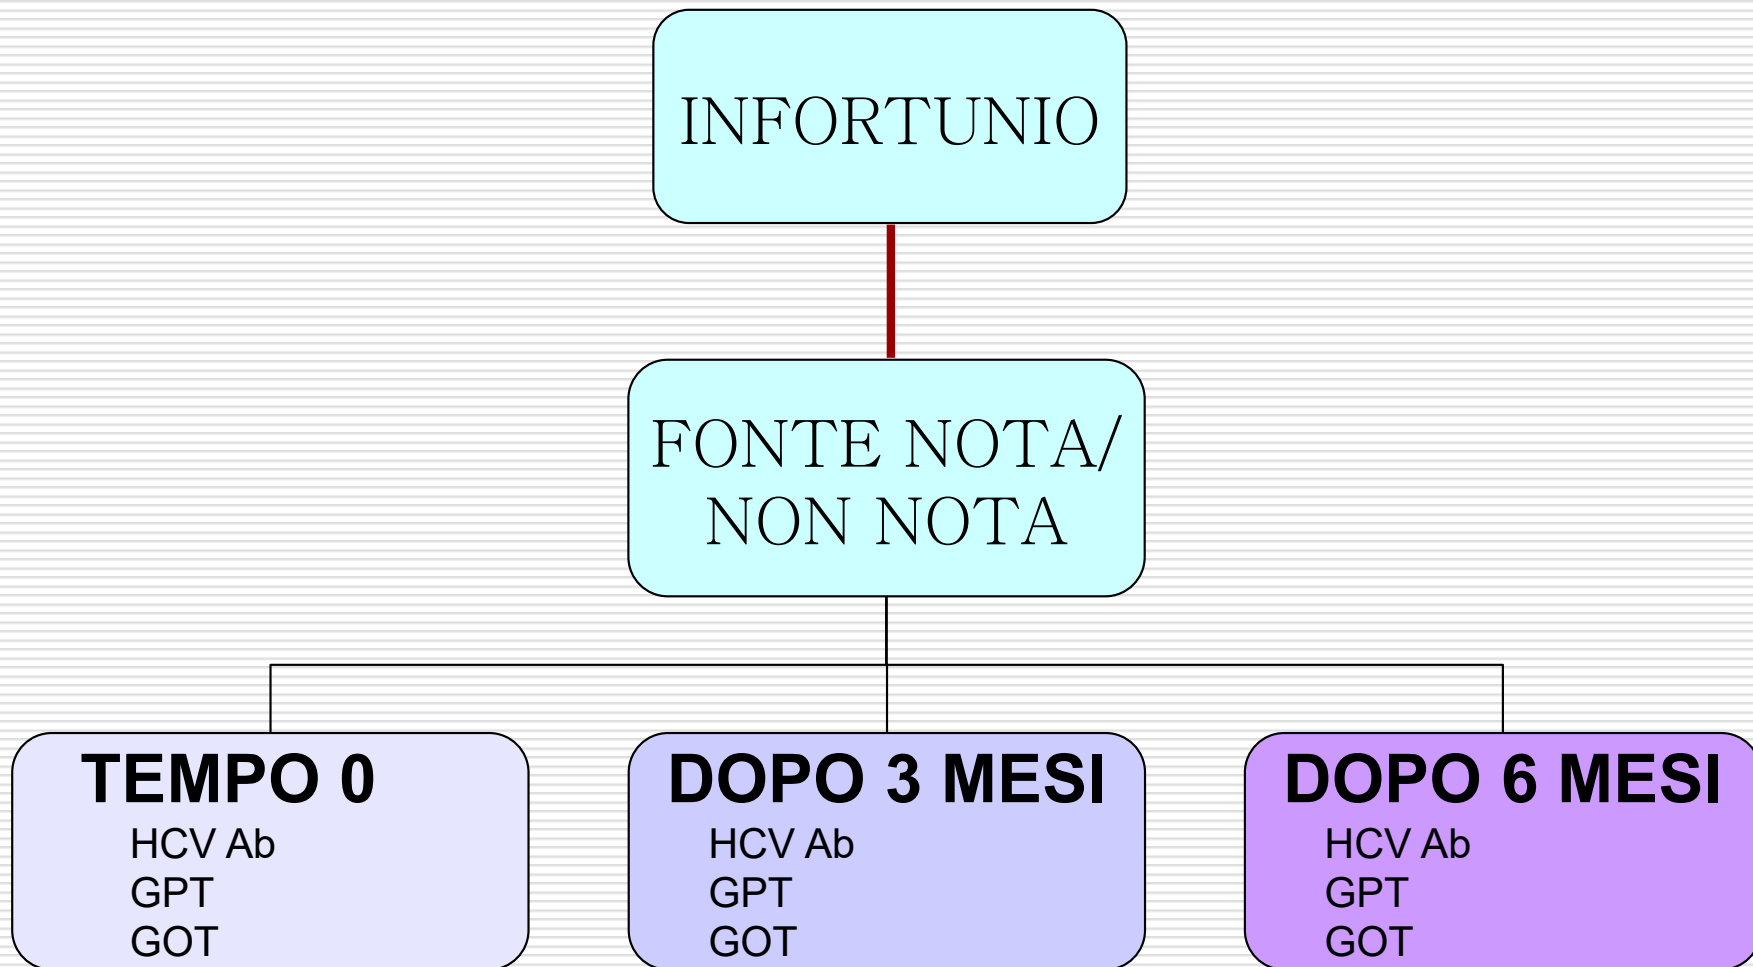 INFORTUNIO
FONTE NOTA/
NON NOTA
TEMPO 0
HCV Ab
GPT
GOT
DOPO 3 MESI
HCV Ab
GPT
GOT
DOPO 6 MESI
HCV Ab
GPT
GOT